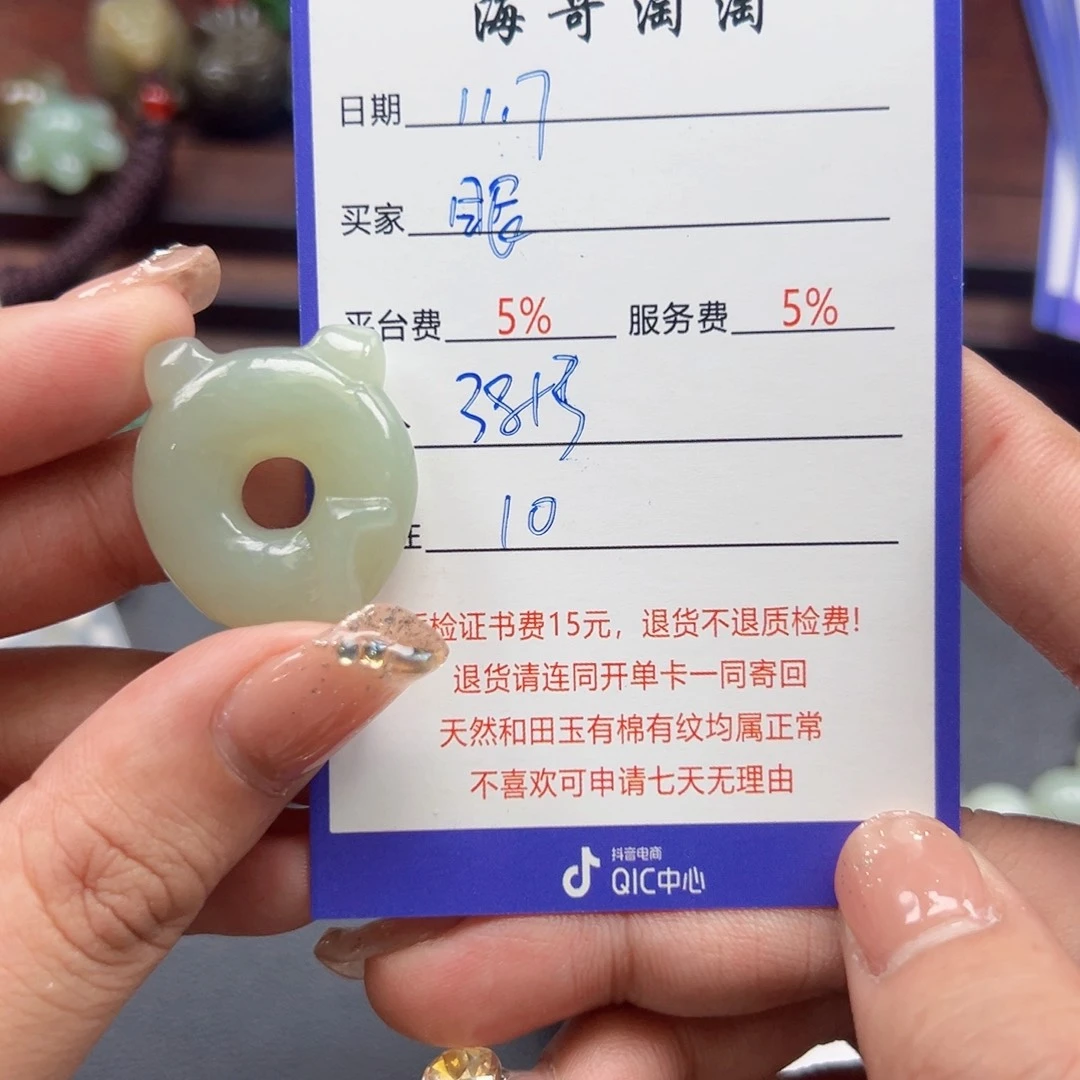 海哥淘淘
日期 11.7
买家 眼
平台费 5% 服务费 5%
10
检证书费15元，退货不退质检费!
退货请连同开单卡一同寄回
天然和田玉有棉有纹均属正常
不喜欢可申请七天无理由
抖音电商
QIC中心